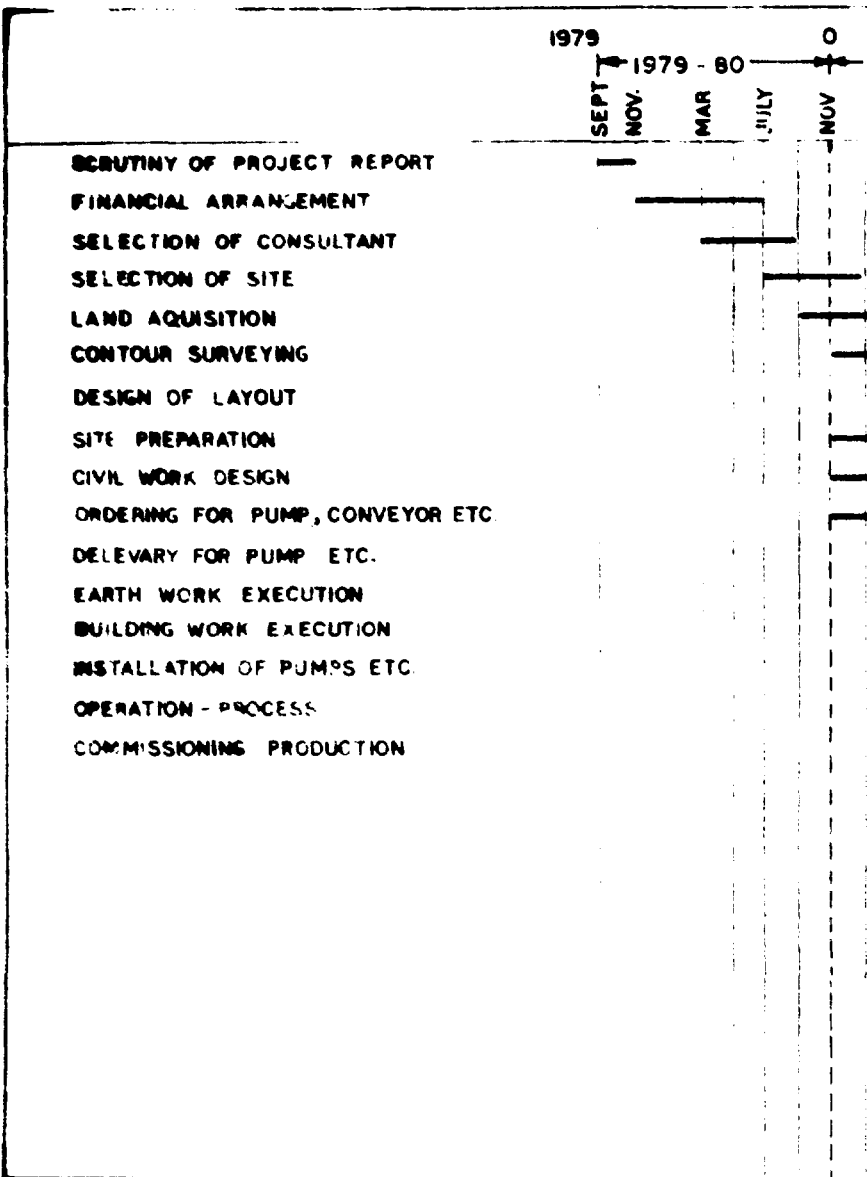 1979 0
1979 - 80
SEPT NOV. MAR JULY NOV
SCRUTINY OF PROJECT REPORT
FINANCIAL ARRANGEMENT
SELECTION OF CONSULTANT
SELECTION OF SITE
LAND AQUISITION
CONTOUR SURVEYING
DESIGN OF LAYOUT
SITE PREPARATION
CIVIL WORK DESIGN
ORDERING FOR PUMP, CONVEYOR ETC.
DELEVARY FOR PUMP ETC.
EARTH WORK EXECUTION
BUILDING WORK EXECUTION
INSTALLATION OF PUMPS ETC.
OPERATION - PROCESS
COMMISSIONING PRODUCTION